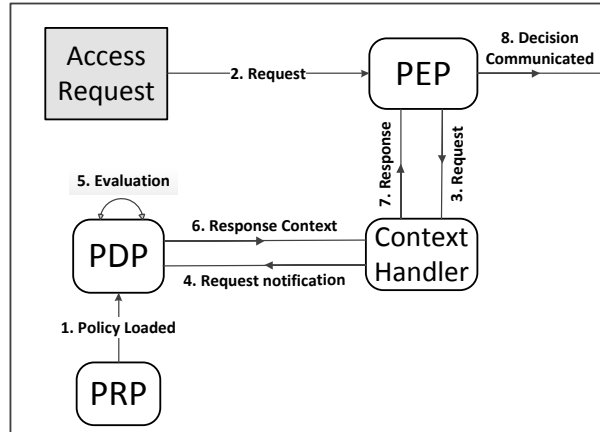 Access
Request
2. Request
PEP
8. Decision
Communicated
7. Response
3. Request
5. Evaluation
PDP
6. Response Context
4. Request notification
Context
Handler
1. Policy Loaded
PRP